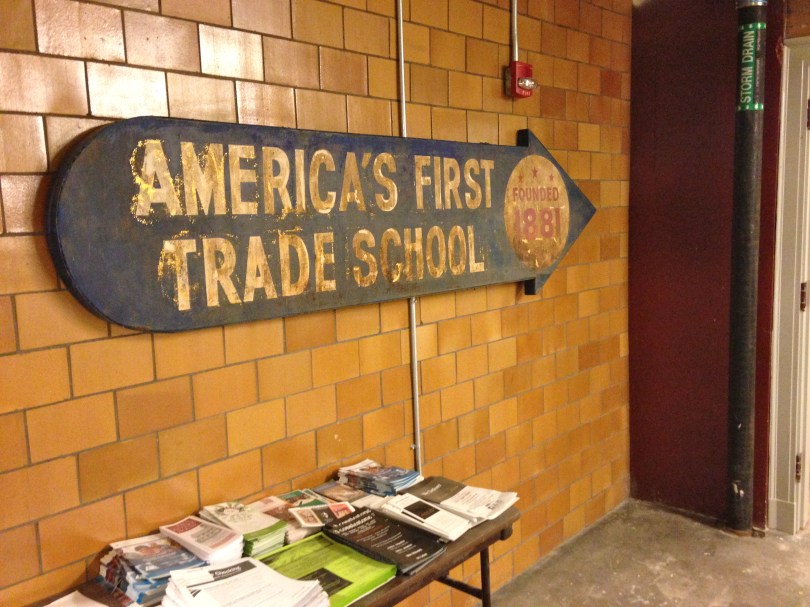 AMERICA'S FIRST
TRADE SCHOOL
FOUNDED
1881
STORM DRAIN